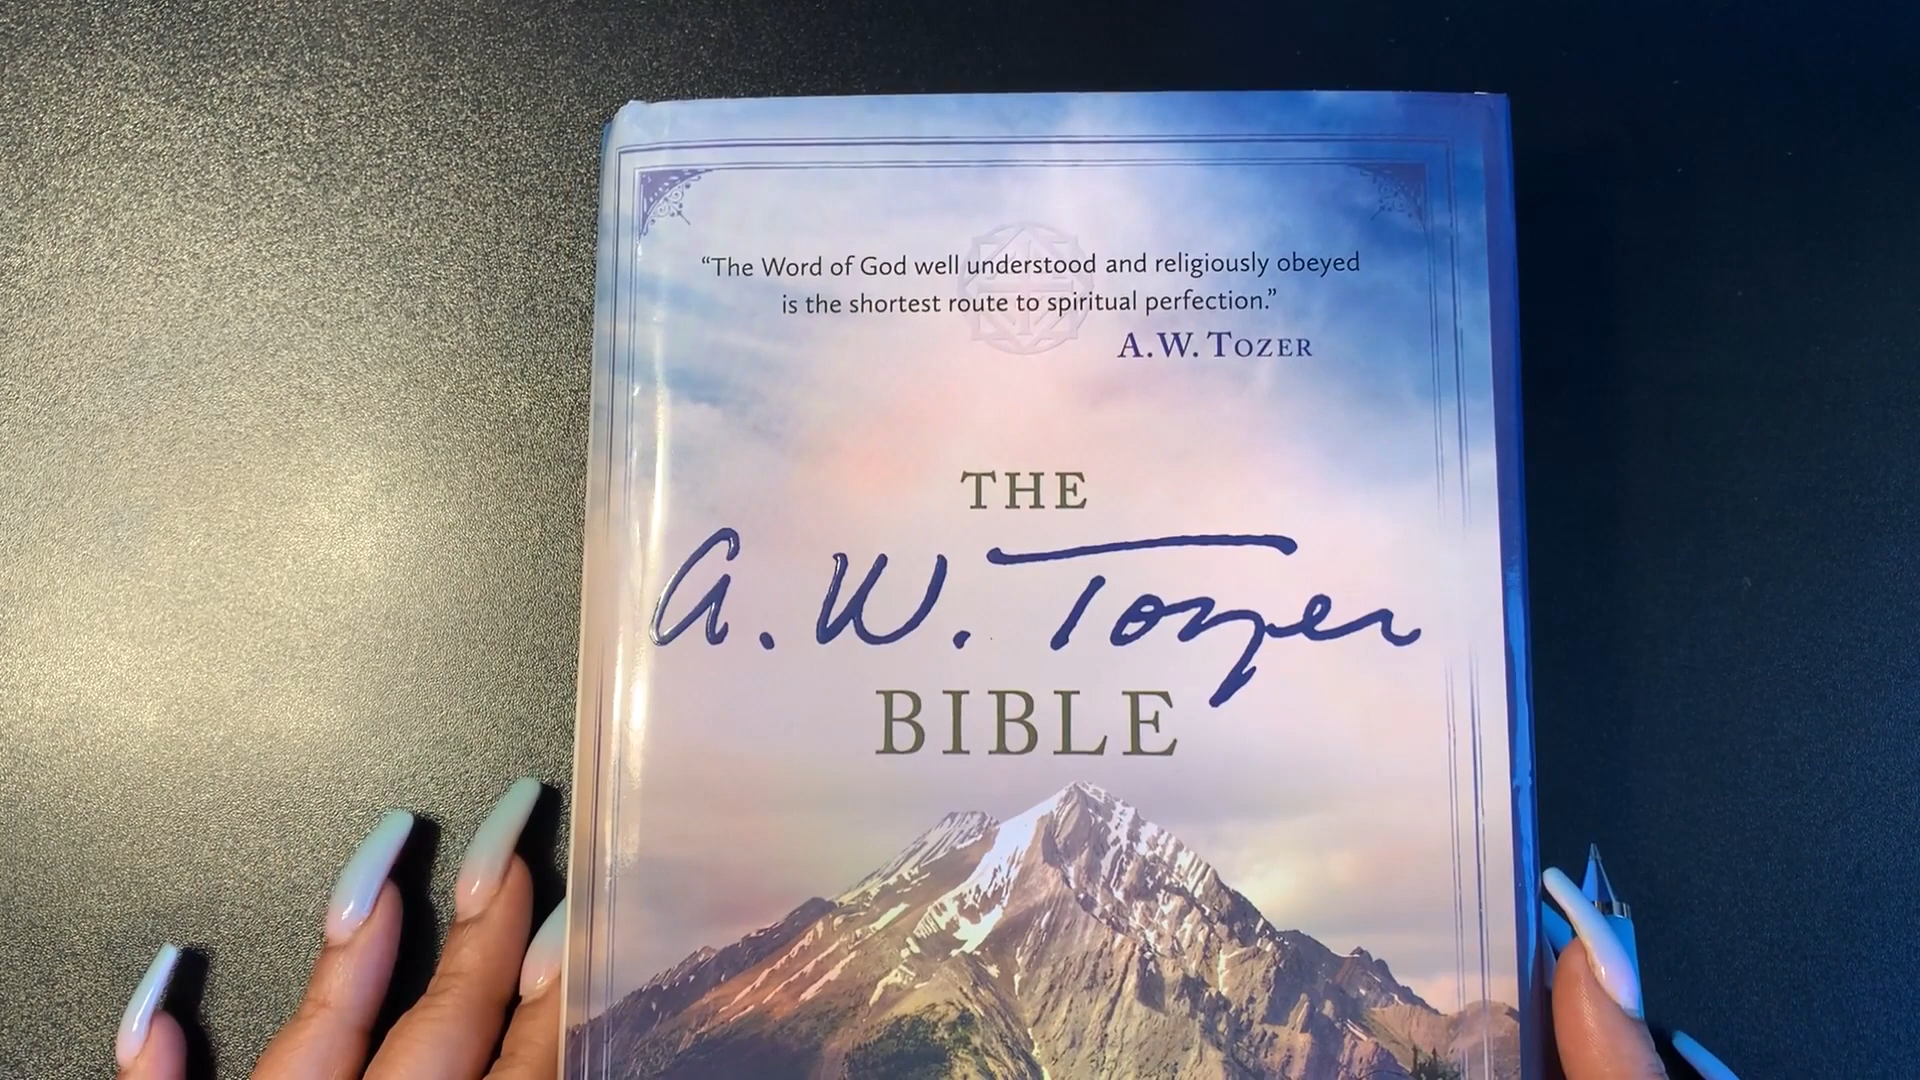 “The Word of God well understood and religiously obeyed
is the shortest route to spiritual perfection.”
A.W. TOZER
THE
A. W. Tozer
BIBLE